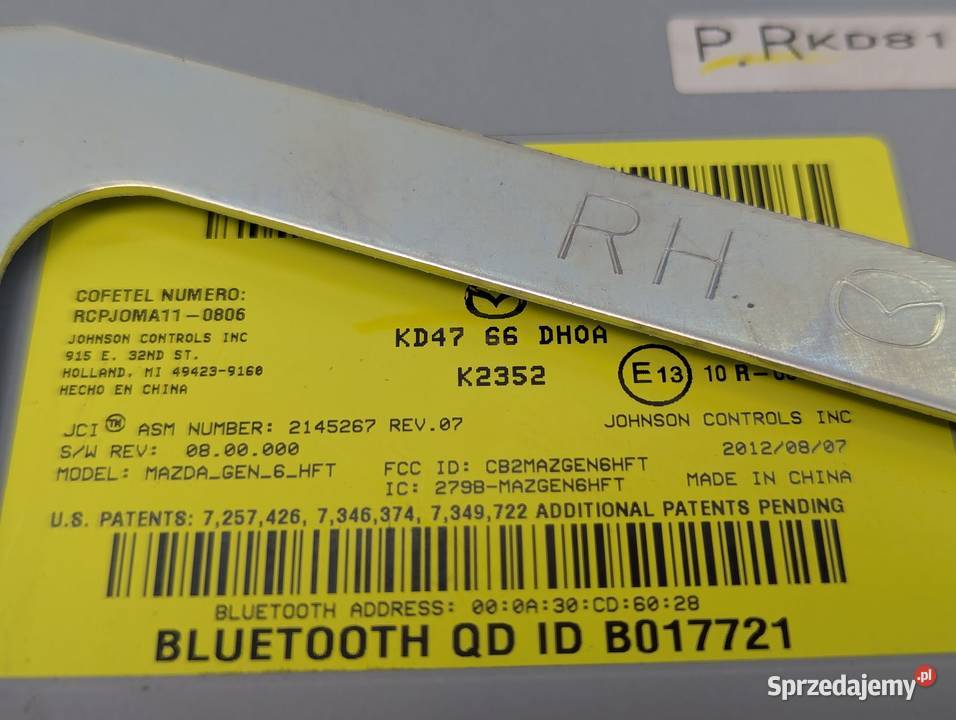 P.RKD81
RH
COFETEL NUMERO:
RCPJOMA11-0806
JOHNSON CONTROLS INC
915 E. 32ND ST.
HOLLAND, MI 49423-9160
HECHO EN CHINA
KD47 66 DH0A
K2352
E13 10 R-
JCI TM ASM NUMBER: 2145267 REV.07
S/W REV: 08.00.000
MODEL: MAZDA_GEN_6_HFT
FCC ID: CB2MAZGEN6HFT
IC: 279B-MAZGEN6HFT
JOHNSON CONTROLS INC
2012/08/07
MADE IN CHINA
U.S. PATENTS: 7,257,426, 7,346,374, 7,349,722 ADDITIONAL PATENTS PENDING
BLUETOOTH ADDRESS: 00:0A:30:CD:60:28
BLUETOOTH QD ID B017721
Sprzedajemy.pl